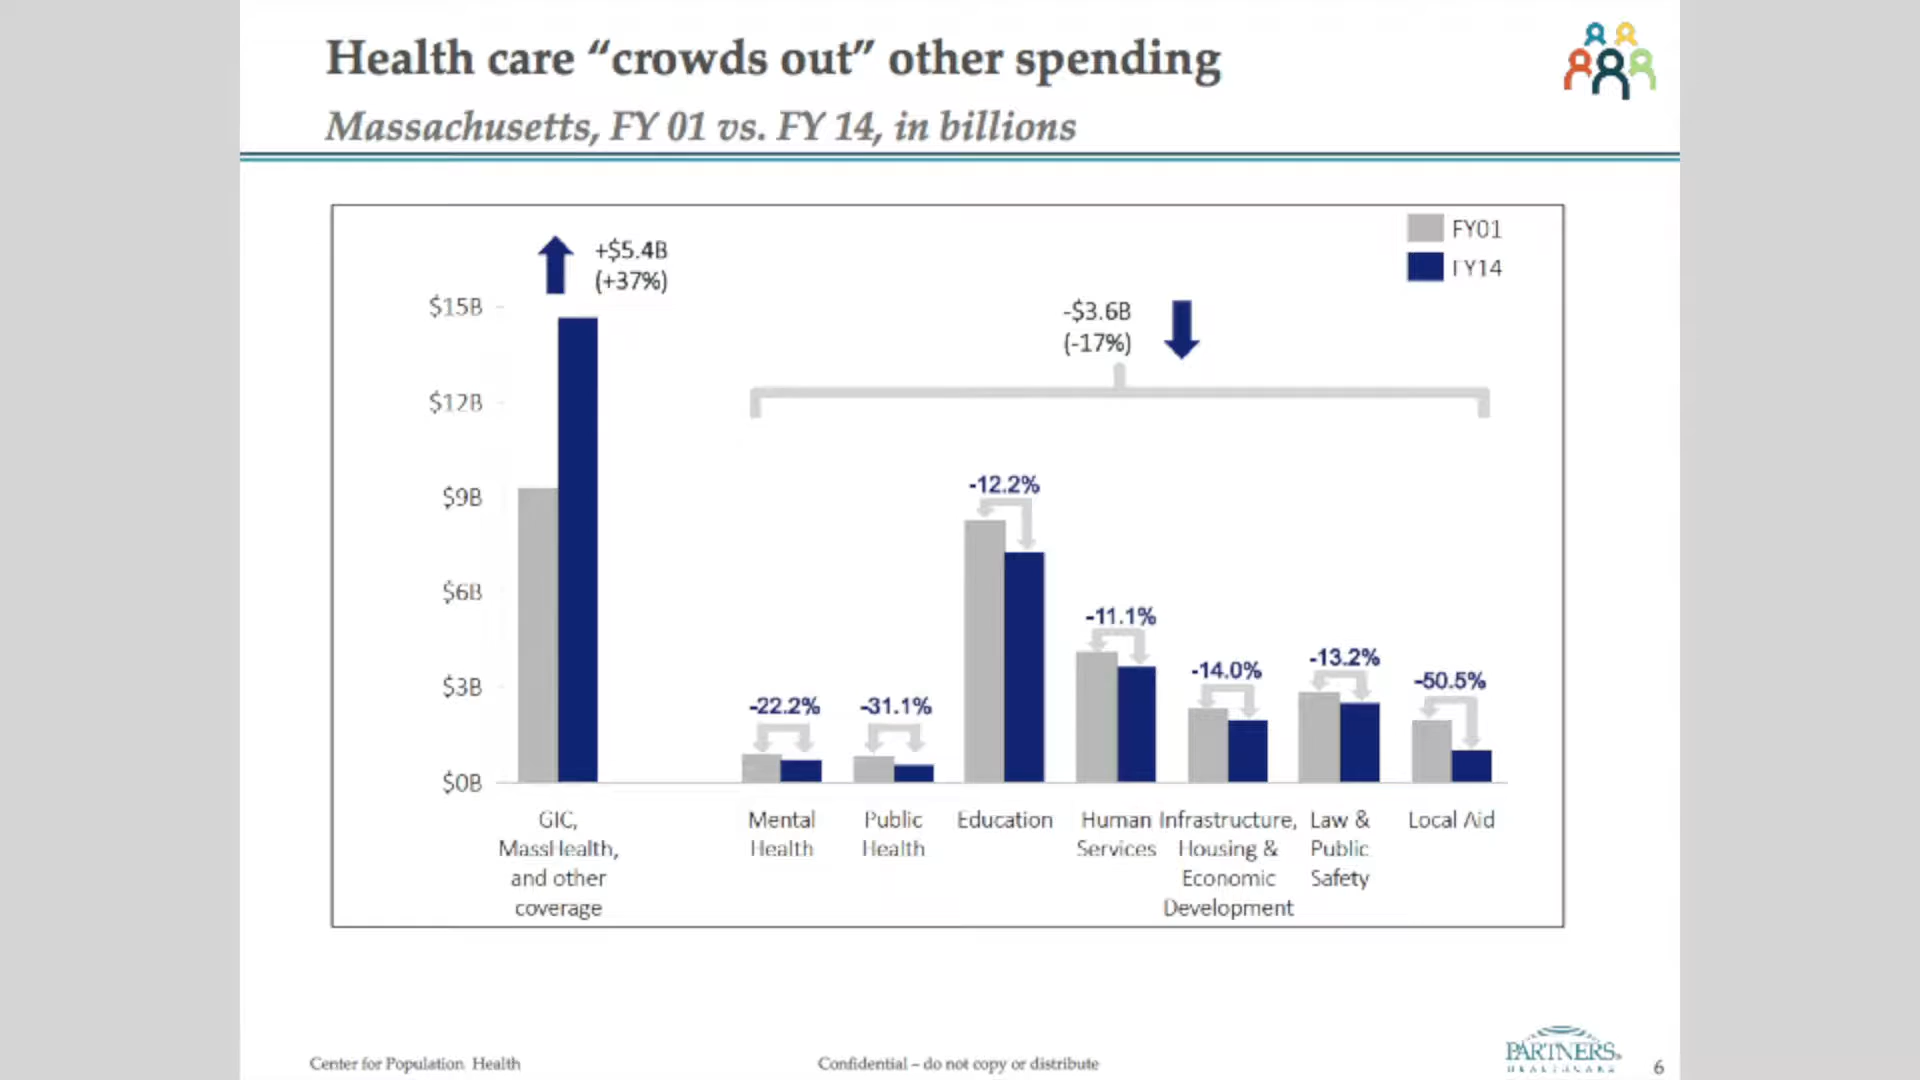 Health care “crowds out” other spending
Massachusetts, FY 01 vs. FY 14, in billions
+$5.4B
(+37%)
FY01
FY14
-$3.6B
(-17%)
$15B
$12B
$9B
$6B
$3B
$0B
-22.2%
-31.1%
-12.2%
-11.1%
-14.0%
-13.2%
-50.5%
GIC,
MassHealth,
and other
coverage
Mental
Health
Public
Health
Education
Human
Services
Infrastructure,
Housing &
Economic
Development
Law &
Public
Safety
Local Aid
Center for Population Health
Confidential – do not copy or distribute
PARTNERS
6